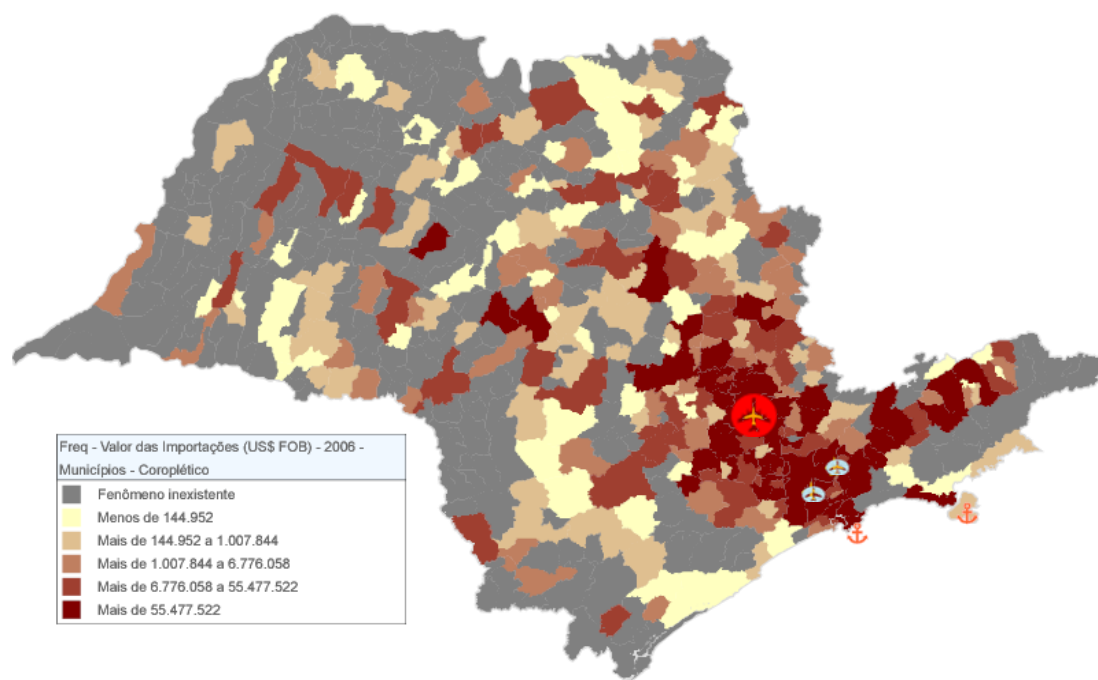 Freq - Valor das Importações (US$ FOB) - 2006 -
Municípios - Coroplético
Fenômeno inexistente
Menos de 144.952
Mais de 144.952 a 1.007.844
Mais de 1.007.844 a 6.776.058
Mais de 6.776.058 a 55.477.522
Mais de 55.477.522